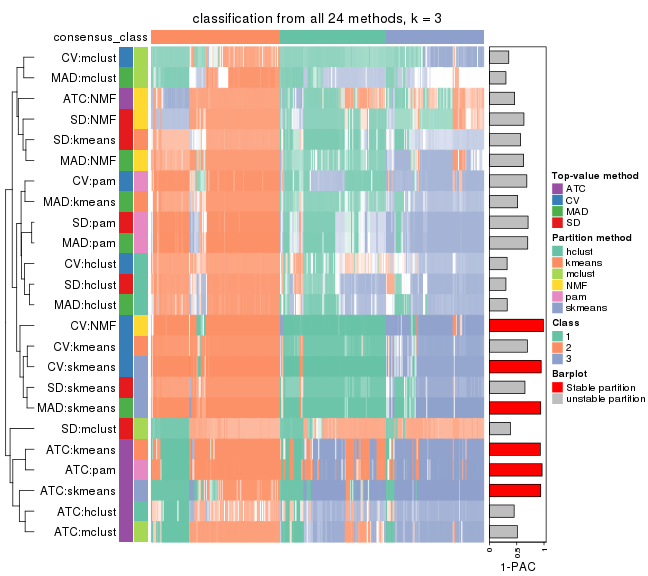 classification from all 24 methods, k = 3
consensus_class
CV:mclust
MAD:mclust
ATC:NMF
SD:NMF
SD:kmeans
MAD:NMF
CV:pam
MAD:kmeans
SD:pam
MAD:pam
CV:hclust
SD:hclust
MAD:hclust
CV:NMF
CV:kmeans
CV:skmeans
SD:skmeans
MAD:skmeans
SD:mclust
ATC:kmeans
ATC:pam
ATC:skmeans
ATC:hclust
ATC:mclust
0
0.5
1
1-PAC
Top-value method
ATC
CV
MAD
SD
Partition method
hclust
kmeans
mclust
NMF
pam
skmeans
Class
1
2
3
Barplot
Stable partition
unstable partition